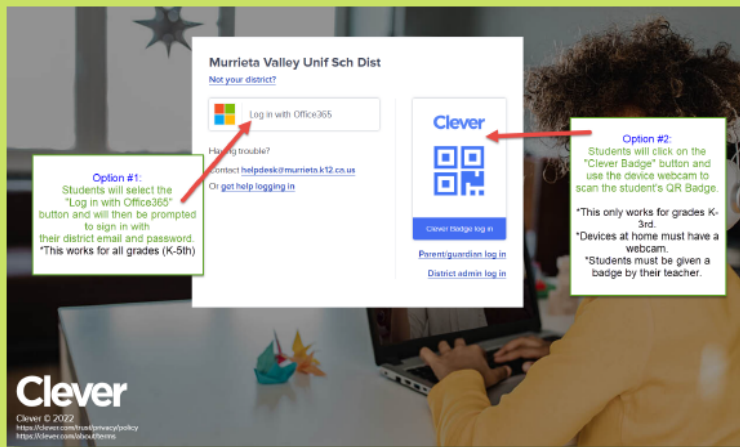 Murrieta Valley Unif Sch Dist
Not your district?
Log in with Office365
Having trouble?
Contact helpdesk@murrieta.k12.ca.us
Or get help logging in
Clever
Clever Badge log in
Parent/guardian log in
District admin log in
Option #1:
Students will select the
"Log in with Office365"
button and will then be prompted
to sign in with
their district email and password.
*This works for all grades (K-5th)
Option #2:
Students will click on the
"Clever Badge" button and
use the device webcam to
scan the student's QR Badge.
*This only works for grades K-
3rd.
*Devices at home must have a
webcam.
*Students must be given a
badge by their teacher.
Clever
Clever © 2022
https://clever.com/trust/privacy/policy
https://clever.com/about/terms